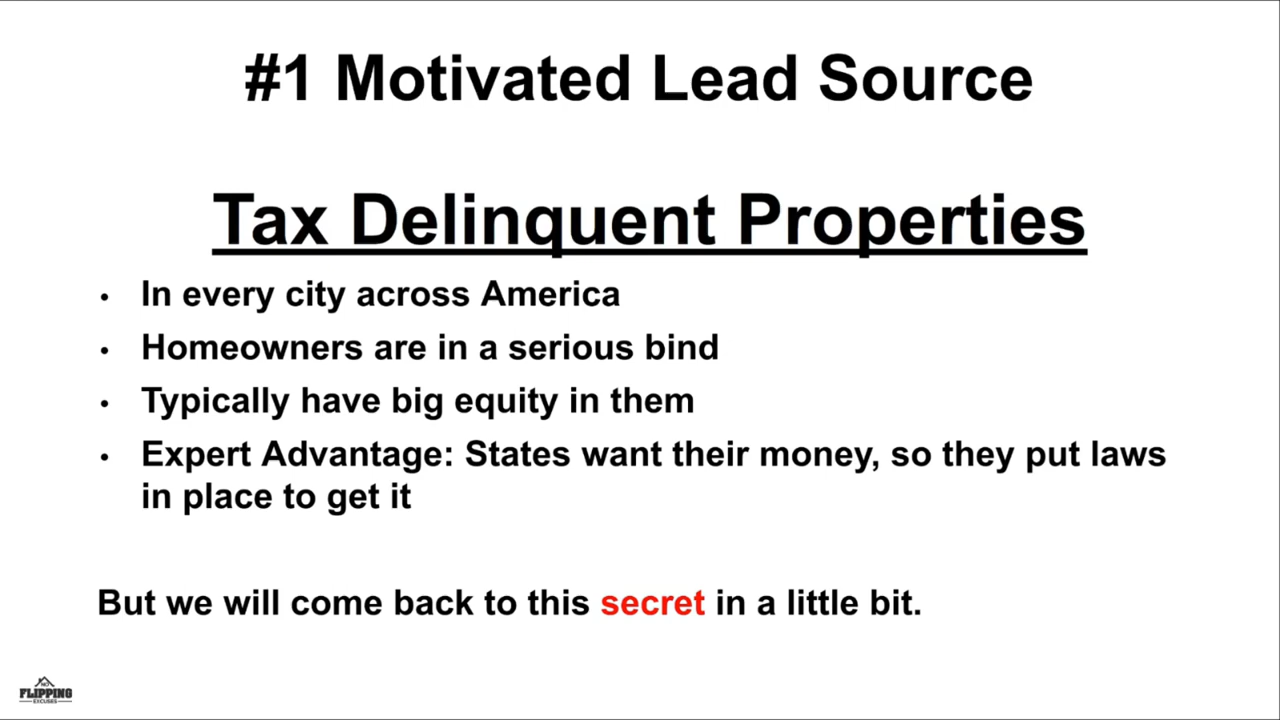 #1 Motivated Lead Source
Tax Delinquent Properties
• In every city across America
• Homeowners are in a serious bind
• Typically have big equity in them
• Expert Advantage: States want their money, so they put laws
in place to get it
But we will come back to this secret in a little bit.
NO
FLIPPING
EXCUSES